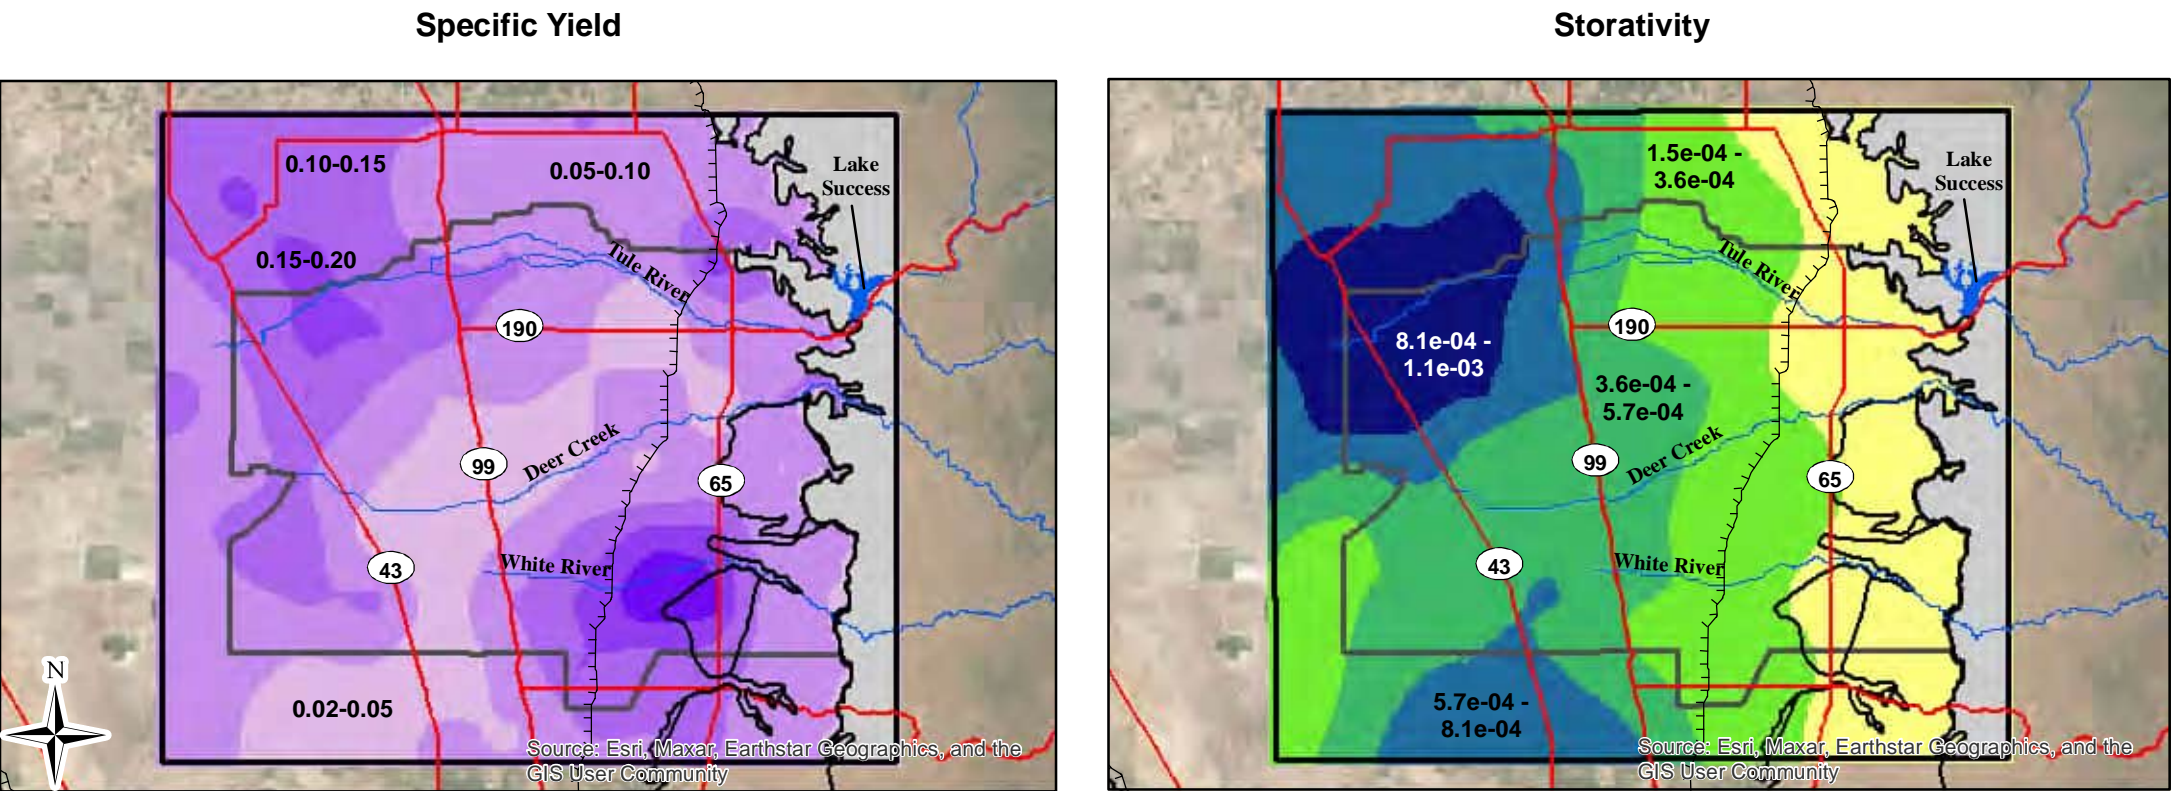 Specific Yield
0.10-0.15
0.05-0.10
Lake
Success
0.15-0.20
Tule River
190
Deer Creek
99
65
43
White River
N
0.02-0.05
Source: Esri, Maxar, Earthstar Geographics, and the
GIS User Community
Storativity
1.5e-04 -
3.6e-04
Lake
Success
Tule River
190
8.1e-04 -
1.1e-03
3.6e-04 -
5.7e-04
Deer Creek
99
65
43
White River
5.7e-04 -
8.1e-04
Source: Esri, Maxar, Earthstar Geographics, and the
GIS User Community